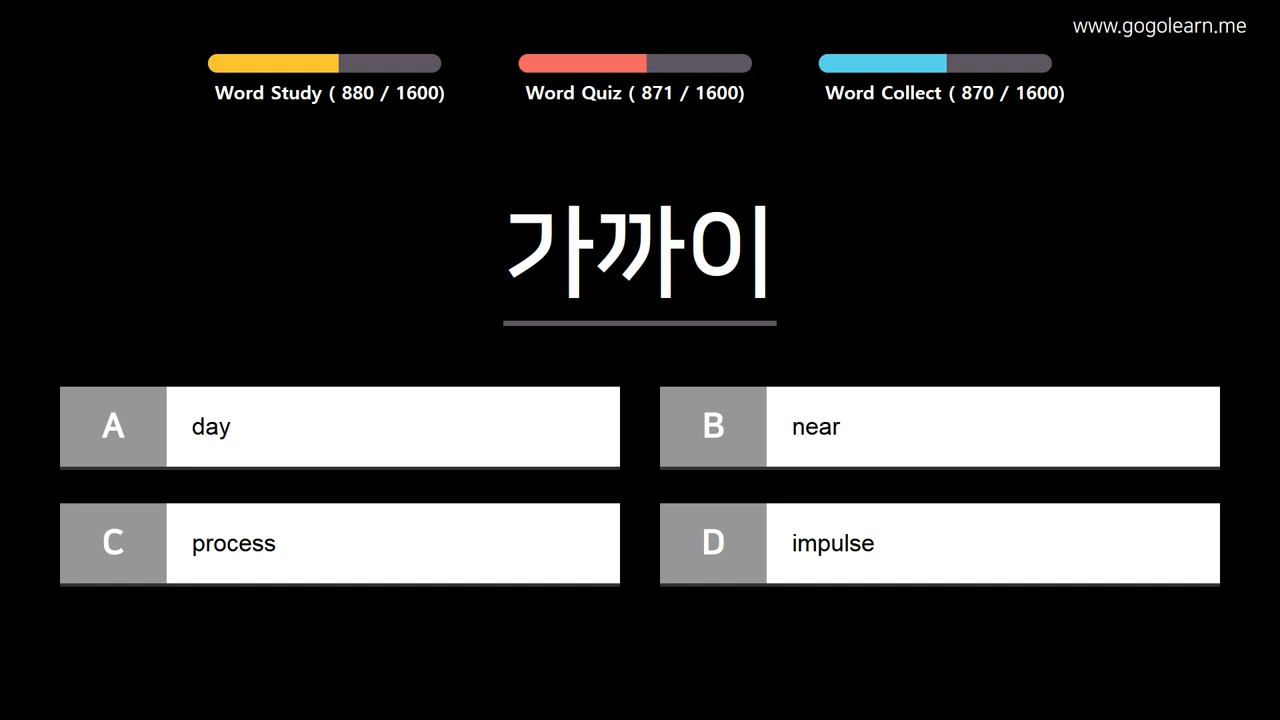 www.gogolearn.me
Word Study ( 880 / 1600)
Word Quiz ( 871 / 1600)
Word Collect ( 870 / 1600)
가까이
A day
B near
C process
D impulse